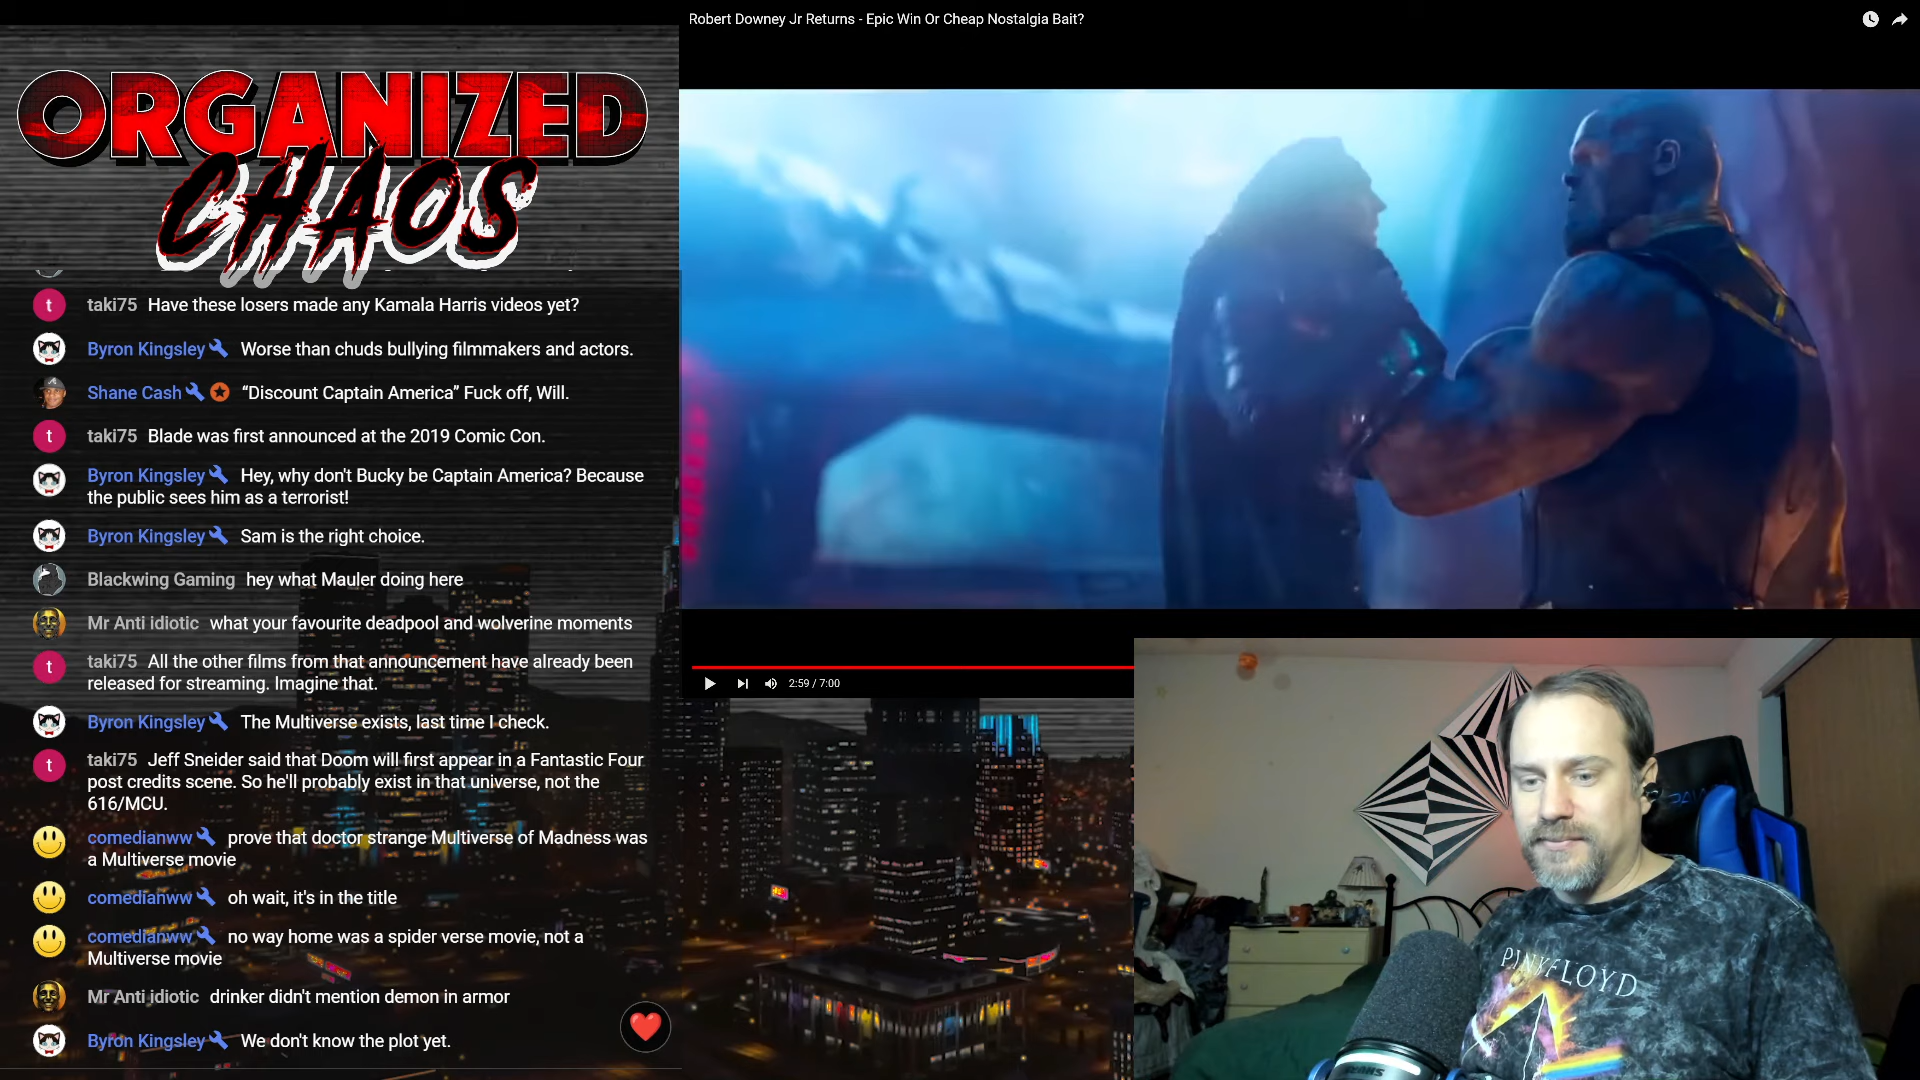 Robert Downey Jr Returns - Epic Win Or Cheap Nostalgia Bait?
ORGANIZED
CHAOS
t taki75 Have these losers made any Kamala Harris videos yet?
Byron Kingsley Worse than chuds bullying filmmakers and actors.
Shane Cash “Discount Captain America” Fuck off, Will.
t taki75 Blade was first announced at the 2019 Comic Con.
Byron Kingsley Hey, why don't Bucky be Captain America? Because
the public sees him as a terrorist!
Byron Kingsley Sam is the right choice.
Blackwing Gaming hey what Mauler doing here
Mr Anti idiotic what your favourite deadpool and wolverine moments
t taki75 All the other films from that announcement have already been
released for streaming. Imagine that.
Byron Kingsley The Multiverse exists, last time I check.
t taki75 Jeff Sneider said that Doom will first appear in a Fantastic Four
post credits scene. So he'll probably exist in that universe, not the
616/MCU.
comedianww prove that doctor strange Multiverse of Madness was
a Multiverse movie
comedianww oh wait, it's in the title
comedianww no way home was a spider verse movie, not a
Multiverse movie
Mr Anti idiotic drinker didn't mention demon in armor
Byron Kingsley We don't know the plot yet.
2:59 / 7:00
PINK FLOYD